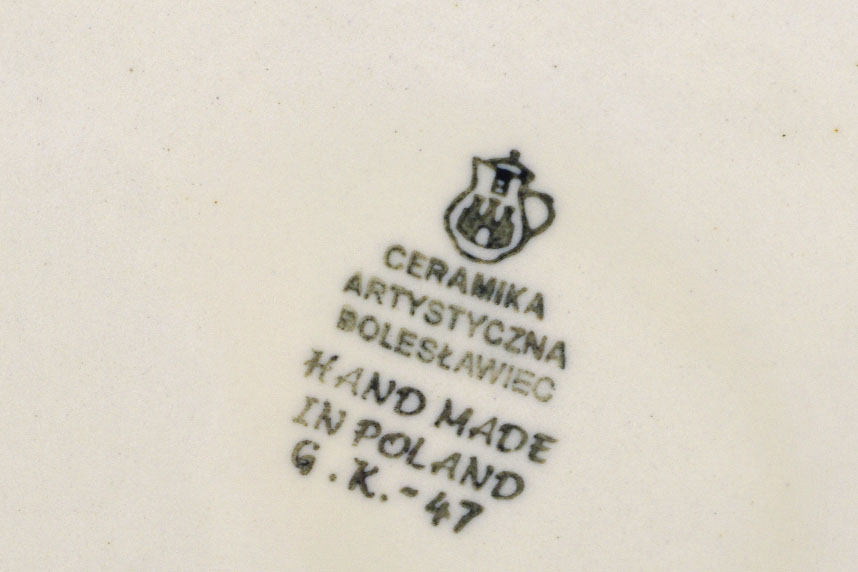 CERAMIKA
ARTYSTYCZNA
BOLESŁAWIEC
HAND MADE
IN POLAND
G.K.-47